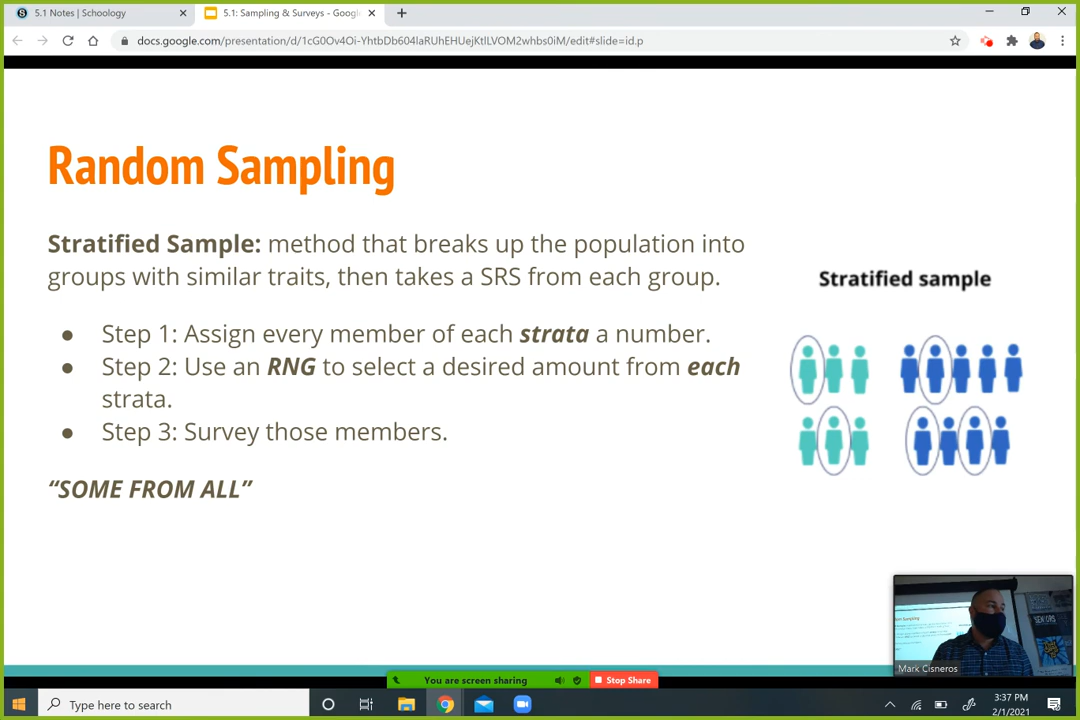 5.1 Notes | Schoology
5.1: Sampling & Surveys - Google
docs.google.com/presentation/d/1cG0Ov4Oi-YhtbDb604laRUhEHUejKtlLVOM2whbs0iM/edit#slide=id.p
Random Sampling
Stratified Sample: method that breaks up the population into
groups with similar traits, then takes a SRS from each group.
● Step 1: Assign every member of each strata a number.
● Step 2: Use an RNG to select a desired amount from each
strata.
● Step 3: Survey those members.
“SOME FROM ALL”
Stratified sample
SENIORS
Mark Cisneros
You are screen sharing
Stop Share
Type here to search
3:37 PM
2/1/2021